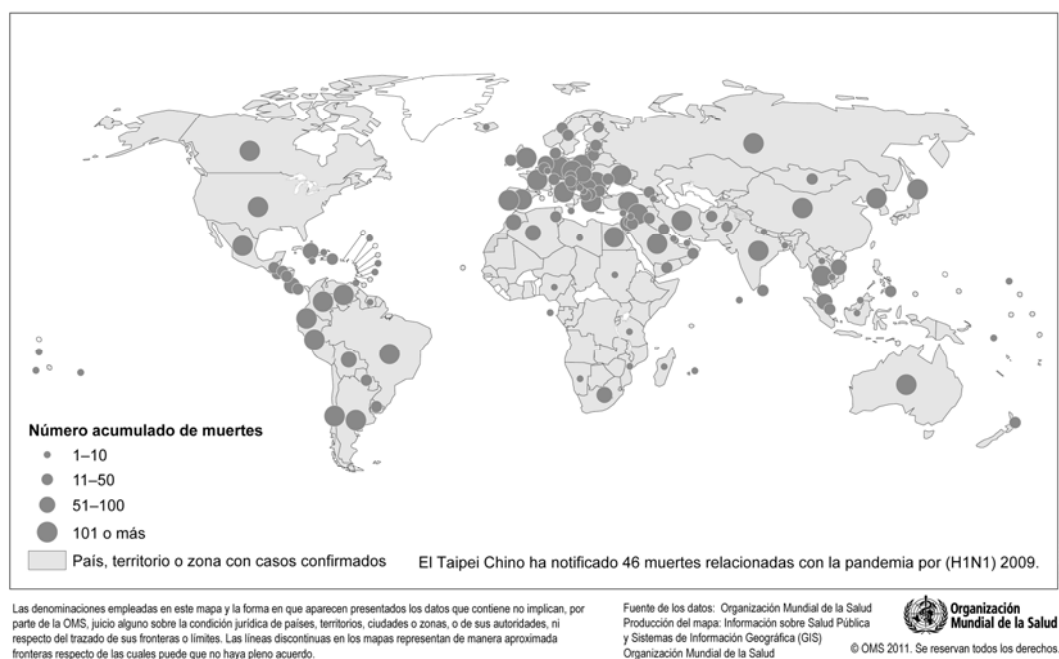 Número acumulado de muertes
1–10
11–50
51–100
101 o más
País, territorio o zona con casos confirmados
El Taipei Chino ha notificado 46 muertes relacionadas con la pandemia por (H1N1) 2009.
Las denominaciones empleadas en este mapa y la forma en que aparecen presentados los datos que contiene no implican, por
parte de la OMS, juicio alguno sobre la condición jurídica de países, territorios, ciudades o zonas, o de sus autoridades, ni
respecto del trazado de sus fronteras o límites. Las líneas discontinuas en los mapas representan de manera aproximada
fronteras respecto de las cuales puede que no haya pleno acuerdo.
Fuente de los datos: Organización Mundial de la Salud
Producción del mapa: Información sobre Salud Pública
y Sistemas de Información Geográfica (GIS)
Organización Mundial de la Salud
Organización
Mundial de la Salud
© OMS 2011. Se reservan todos los derechos.